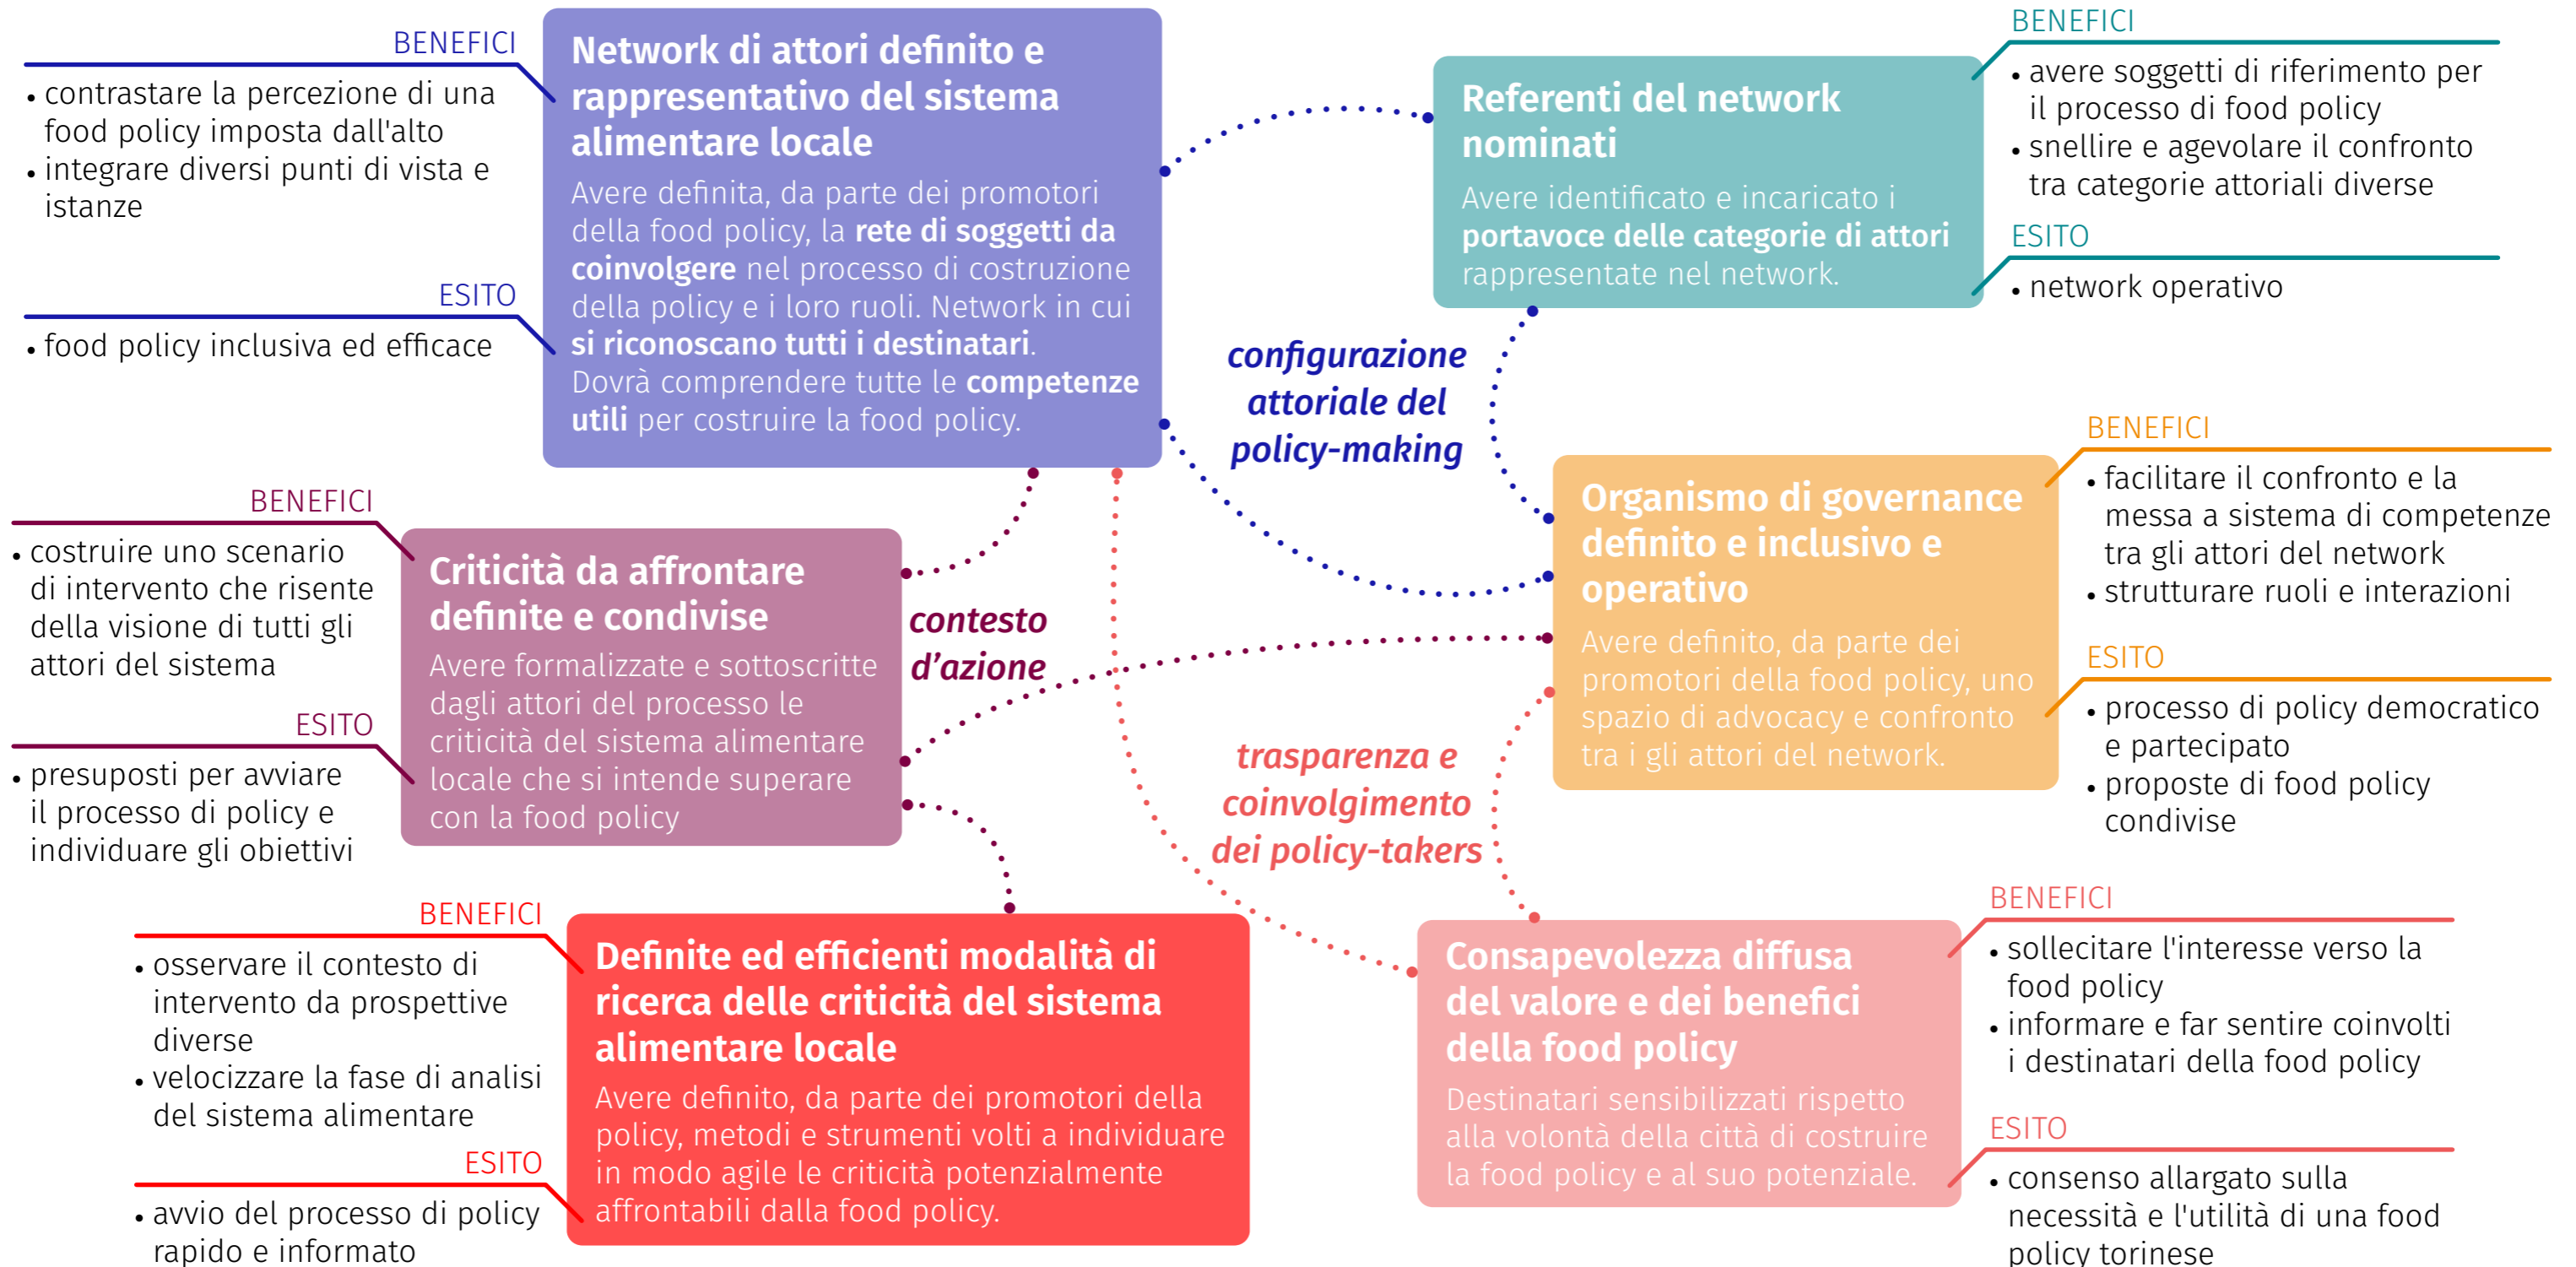 BENEFICI
• contrastare la percezione di una
food policy imposta dall'alto
• integrare diversi punti di vista e
istanze
ESITO
• food policy inclusiva ed efficace
Network di attori definito e
rappresentativo del sistema
alimentare locale
Avere definita, da parte dei promotori
della food policy, la rete di soggetti da
coinvolgere nel processo di costruzione
della policy e i loro ruoli. Network in cui
si riconoscano tutti i destinatari.
Dovrà comprendere tutte le competenze
utili per costruire la food policy.
Referenti del network
nominati
Avere identificato e incaricato i
portavoce delle categorie di attori
rappresentate nel network.
BENEFICI
• avere soggetti di riferimento per
il processo di food policy
• snellire e agevolare il confronto
tra categorie attoriali diverse
ESITO
• network operativo
configurazione
attoriale del
policy-making
BENEFICI
• costruire uno scenario
di intervento che risente
della visione di tutti gli
attori del sistema
ESITO
• presuposti per avviare
il processo di policy e
individuare gli obiettivi
Criticità da affrontare
definite e condivise
Avere formalizzate e sottoscritte
dagli attori del processo le
criticità del sistema alimentare
locale che si intende superare
con la food policy
contesto
d’azione
Organismo di governance
definito e inclusivo e
operativo
Avere definito, da parte dei
promotori della food policy, uno
spazio di advocacy e confronto
tra i gli attori del network.
BENEFICI
• facilitare il confronto e la
messa a sistema di competenze
tra gli attori del network
• strutturare ruoli e interazioni
ESITO
• processo di policy democratico
e partecipato
• proposte di food policy
condivise
trasparenza e
coinvolgimento
dei policy-takers
BENEFICI
• osservare il contesto di
intervento da prospettive
diverse
• velocizzare la fase di analisi
del sistema alimentare
ESITO
• avvio del processo di policy
rapido e informato
Definite ed efficienti modalità di
ricerca delle criticità del sistema
alimentare locale
Avere definito, da parte dei promotori della
policy, metodi e strumenti volti a individuare
in modo agile le criticità potenzialmente
affrontabili dalla food policy.
Consapevolezza diffusa
del valore e dei benefici
della food policy
Destinatari sensibilizzati rispetto
alla volontà della città di costruire
la food policy e al suo potenziale.
BENEFICI
• sollecitare l'interesse verso la
food policy
• informare e far sentire coinvolti
i destinatari della food policy
ESITO
• consenso allargato sulla
necessità e l'utilità di una food
policy torinese